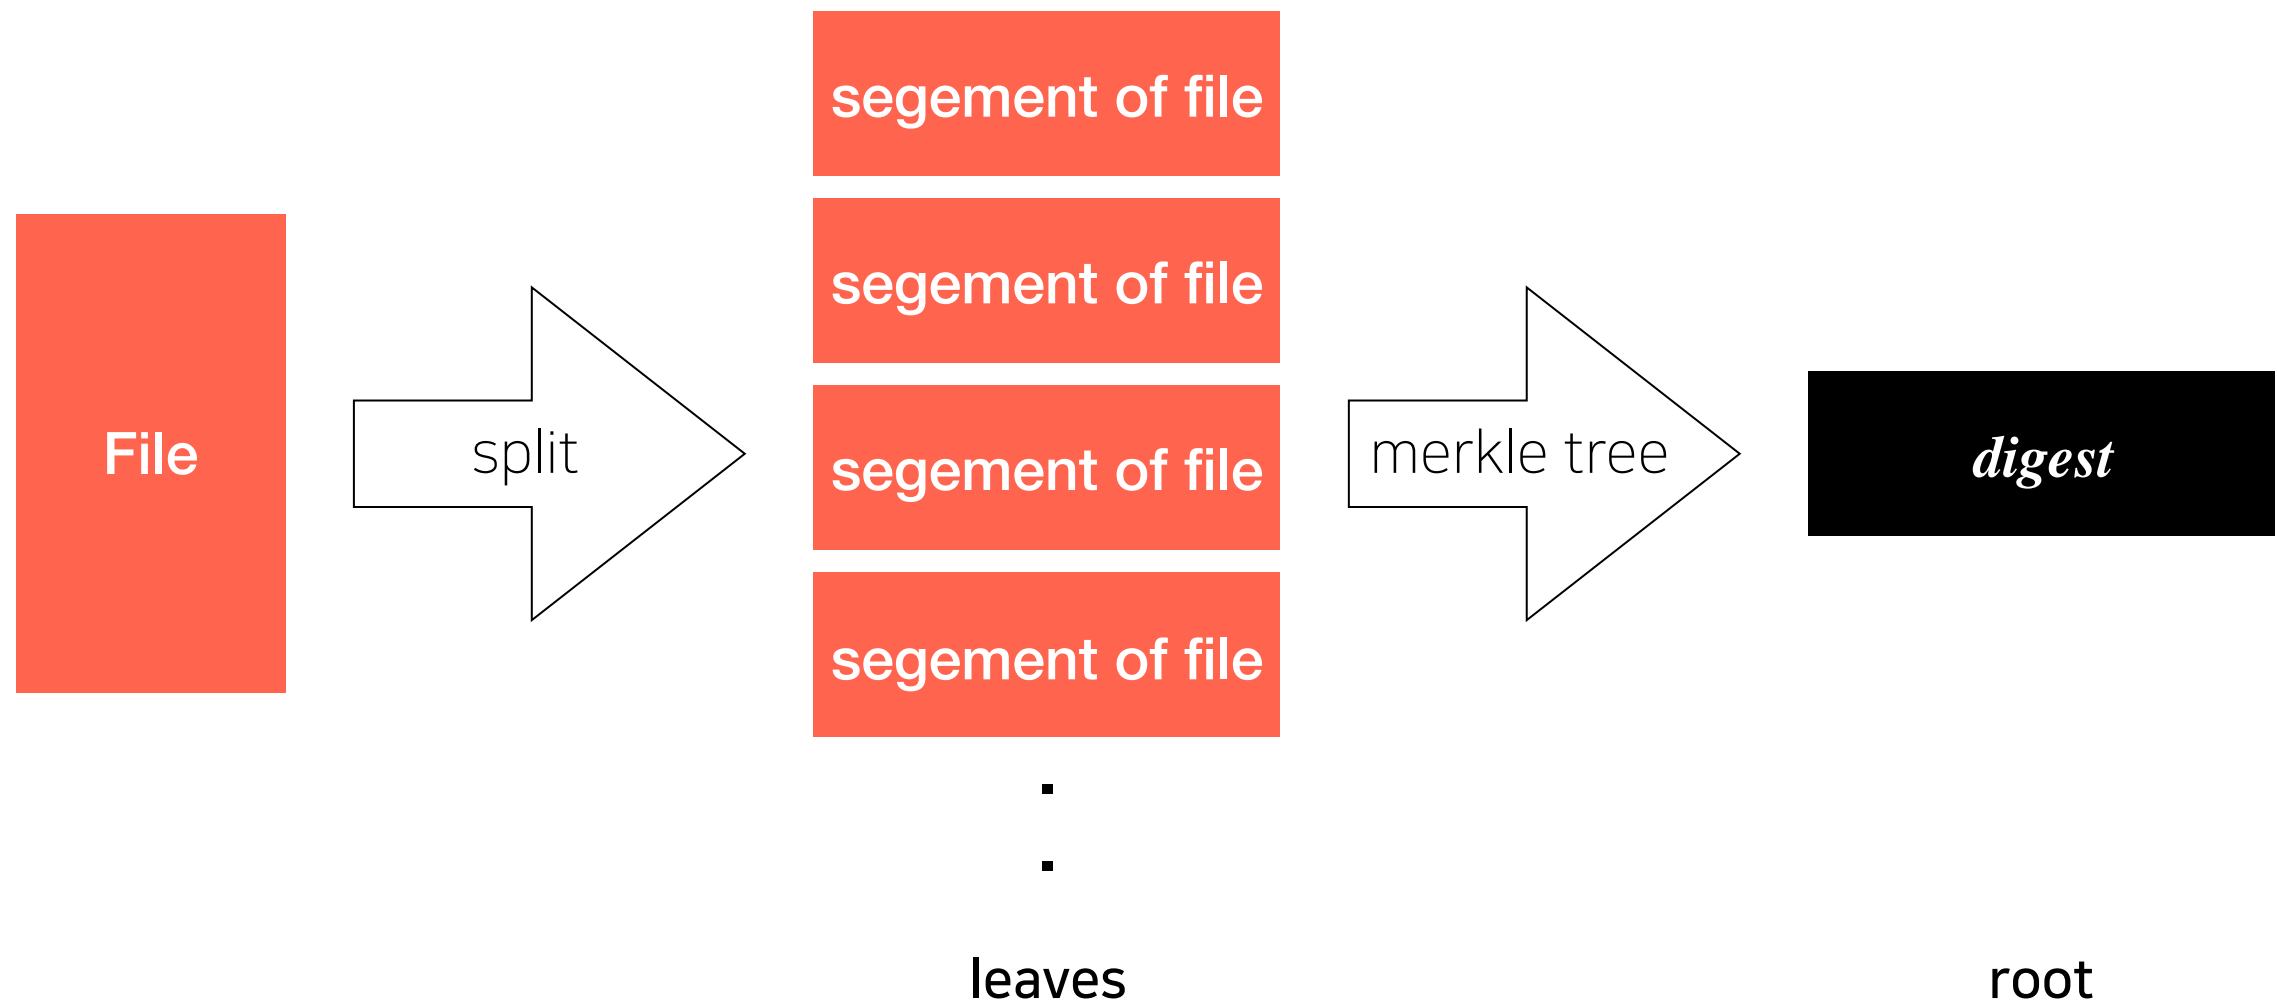 File
split
segement of file
segement of file
segement of file
segement of file
leaves
merkle tree
digest
root